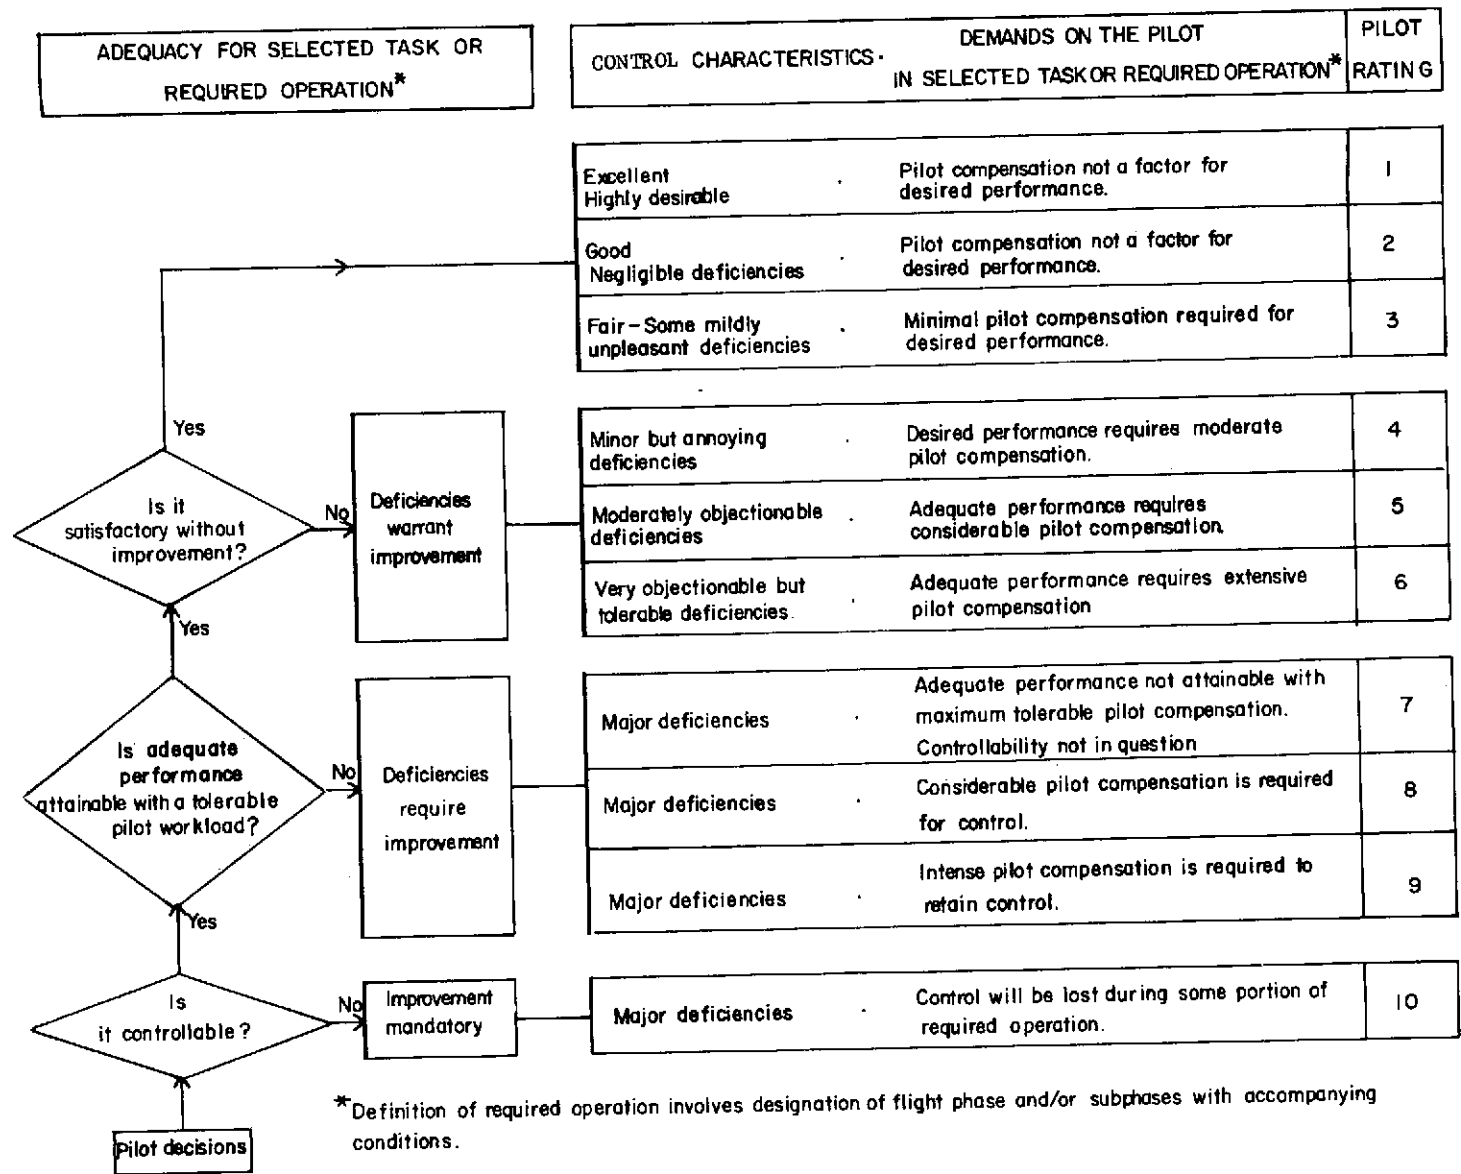 ADEQUACY FOR SELECTED TASK OR
REQUIRED OPERATION*
CONTROL CHARACTERISTICS.
DEMANDS ON THE PILOT
IN SELECTED TASK OR REQUIRED OPERATION*
PILOT
RATING
Excellent
Highly desirable
Pilot compensation not a factor for
desired performance.
1
Good
Negligible deficiencies
Pilot compensation not a factor for
desired performance.
2
Fair-Some mildly
unpleasant deficiencies
Minimal pilot compensation required for
desired performance.
3
Yes
Is it
satisfactory without
improvement?
No
Deficiencies
warrant
improvement
Minor but annoying
deficiencies
Desired performance requires moderate
pilot compensation.
4
Moderately objectionable
deficiencies
Adequate performance requires
considerable pilot compensation.
5
Very objectionable but
tolerable deficiencies.
Adequate performance requires extensive
pilot compensation
6
Yes
Is adequate
performance
attainable with a tolerable
pilot workload?
No
Deficiencies
require
improvement
Major deficiencies
Adequate performance not attainable with
maximum tolerable pilot compensation.
Controllability not in question
7
Major deficiencies
Considerable pilot compensation is required
for control.
8
Major deficiencies
Intense pilot compensation is required to
retain control.
9
Yes
Is
it controllable?
No
Improvement
mandatory
Major deficiencies
Control will be lost during some portion of
required operation.
10
Pilot decisions
*Definition of required operation involves designation of flight phase and/or subphases with accompanying
conditions.